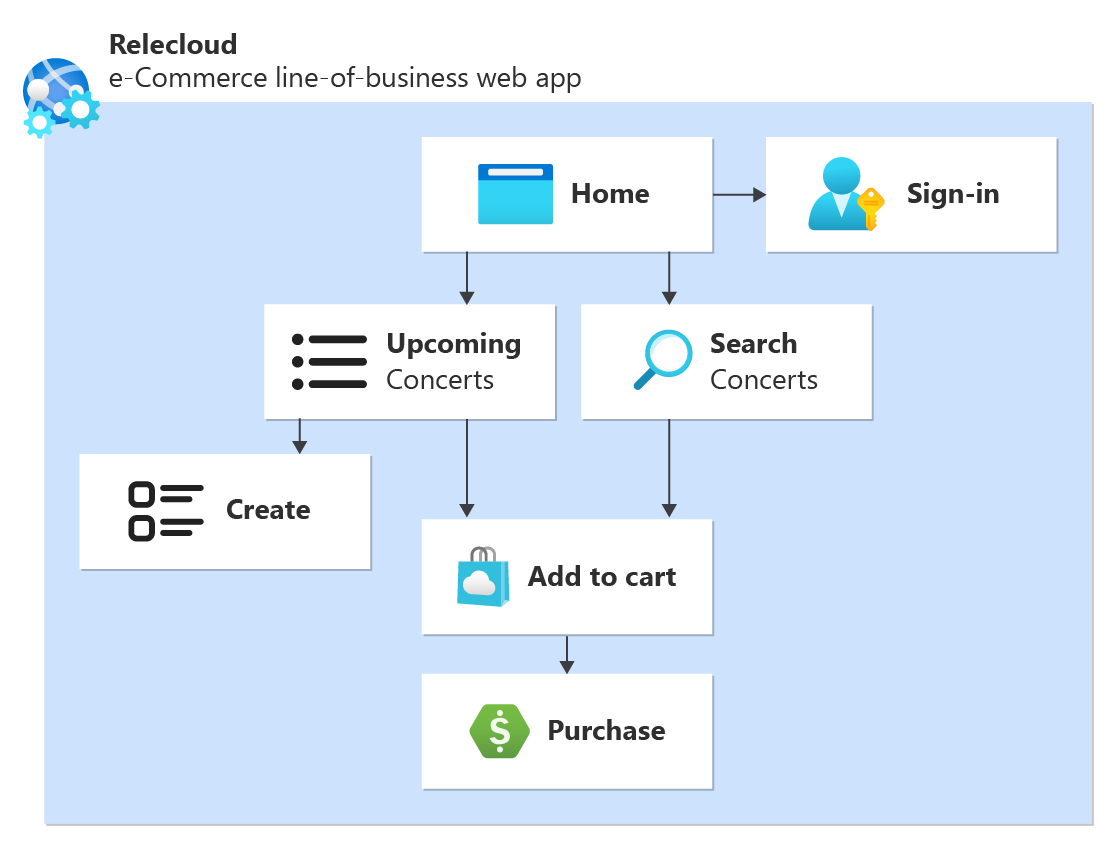 Relecloud
e-Commerce line-of-business web app
Home
Sign-in
Upcoming
Concerts
Search
Concerts
Create
Add to cart
Purchase